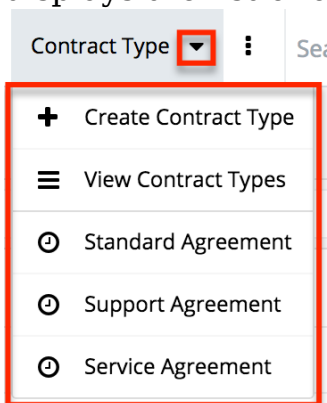 Contract Type
Sea
Create Contract Type
View Contract Types
Standard Agreement
Support Agreement
Service Agreement